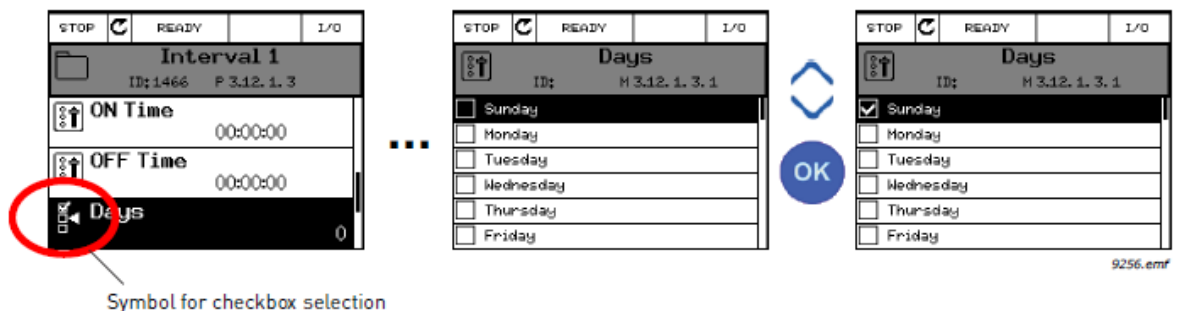 STOP READY I/O
Interval 1
ID:1466 P 3.12.1.3
ON Time
00:00:00
OFF Time
00:00:00
Days
0
Symbol for checkbox selection
...
STOP READY I/O
Days
ID: M 3.12.1.3.1
Sunday
Monday
Tuesday
Wednesday
Thursday
Friday
OK
STOP READY I/O
Days
ID: M 3.12.1.3.1
Sunday
Monday
Tuesday
Wednesday
Thursday
Friday
9256.emf